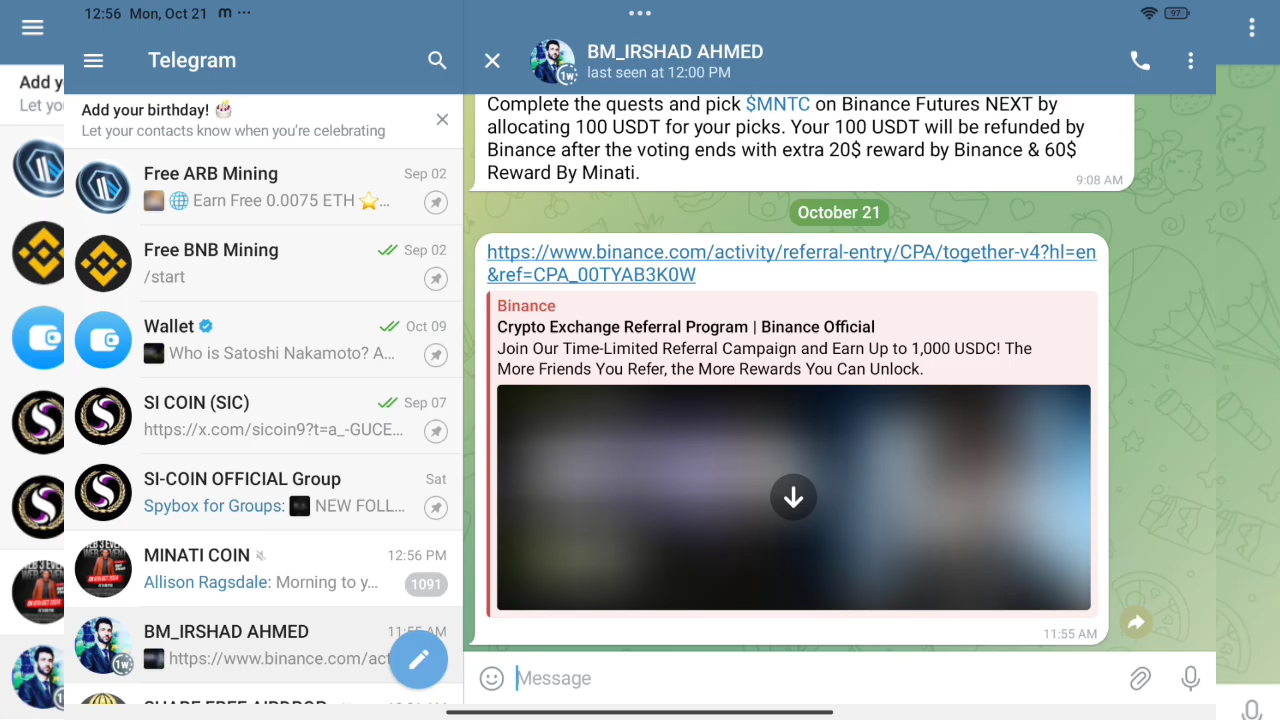 12:56 Mon, Oct 21 m ···
97
Telegram
Add your birthday! 🎂
Let your contacts know when you're celebrating
Free ARB Mining
Sep 02
🌐 Earn Free 0.0075 ETH ⭐...
Free BNB Mining
Sep 02
/start
Wallet
Oct 09
Who is Satoshi Nakamoto? A...
SI COIN (SIC)
Sep 07
https://x.com/sicoin9?t=a_-GUCE...
SI-COIN OFFICIAL Group
Sat
Spybox for Groups: NEW FOLL...
MINATI COIN
12:56 PM
Allison Ragsdale: Morning to y...
1091
BM_IRSHAD AHMED
11:55 AM
1w
https://www.binance.com/act
BM_IRSHAD AHMED
last seen at 12:00 PM
1w
Complete the quests and pick $MNTC on Binance Futures NEXT by
allocating 100 USDT for your picks. Your 100 USDT will be refunded by
Binance after the voting ends with extra 20$ reward by Binance & 60$
Reward By Minati.
9:08 AM
October 21
https://www.binance.com/activity/referral-entry/CPA/together-v4?hl=en
&ref=CPA_00TYAB3K0W
Binance
Crypto Exchange Referral Program | Binance Official
Join Our Time-Limited Referral Campaign and Earn Up to 1,000 USDC! The
More Friends You Refer, the More Rewards You Can Unlock.
11:55 AM
Message
Add y
Let yo